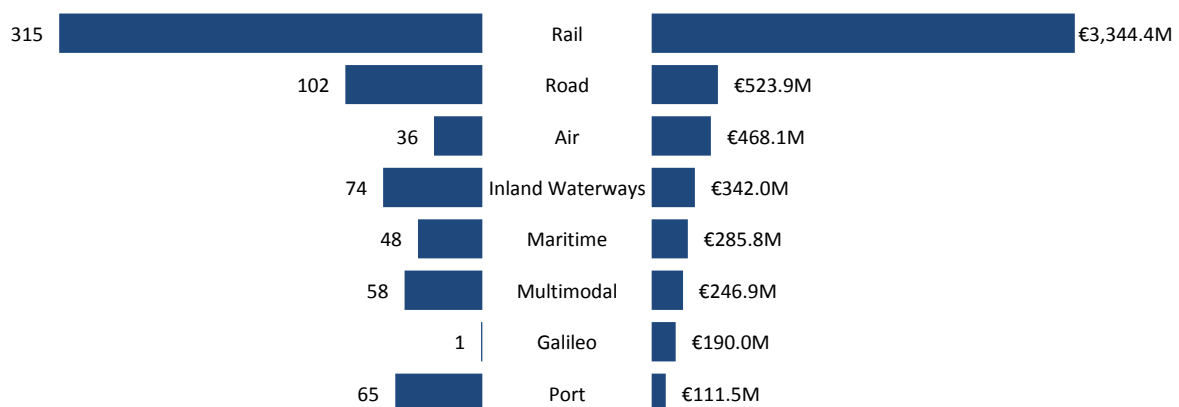 315 Rail €3,344.4M
102 Road €523.9M
36 Air €468.1M
74 Inland Waterways €342.0M
48 Maritime €285.8M
58 Multimodal €246.9M
1 Galileo €190.0M
65 Port €111.5M